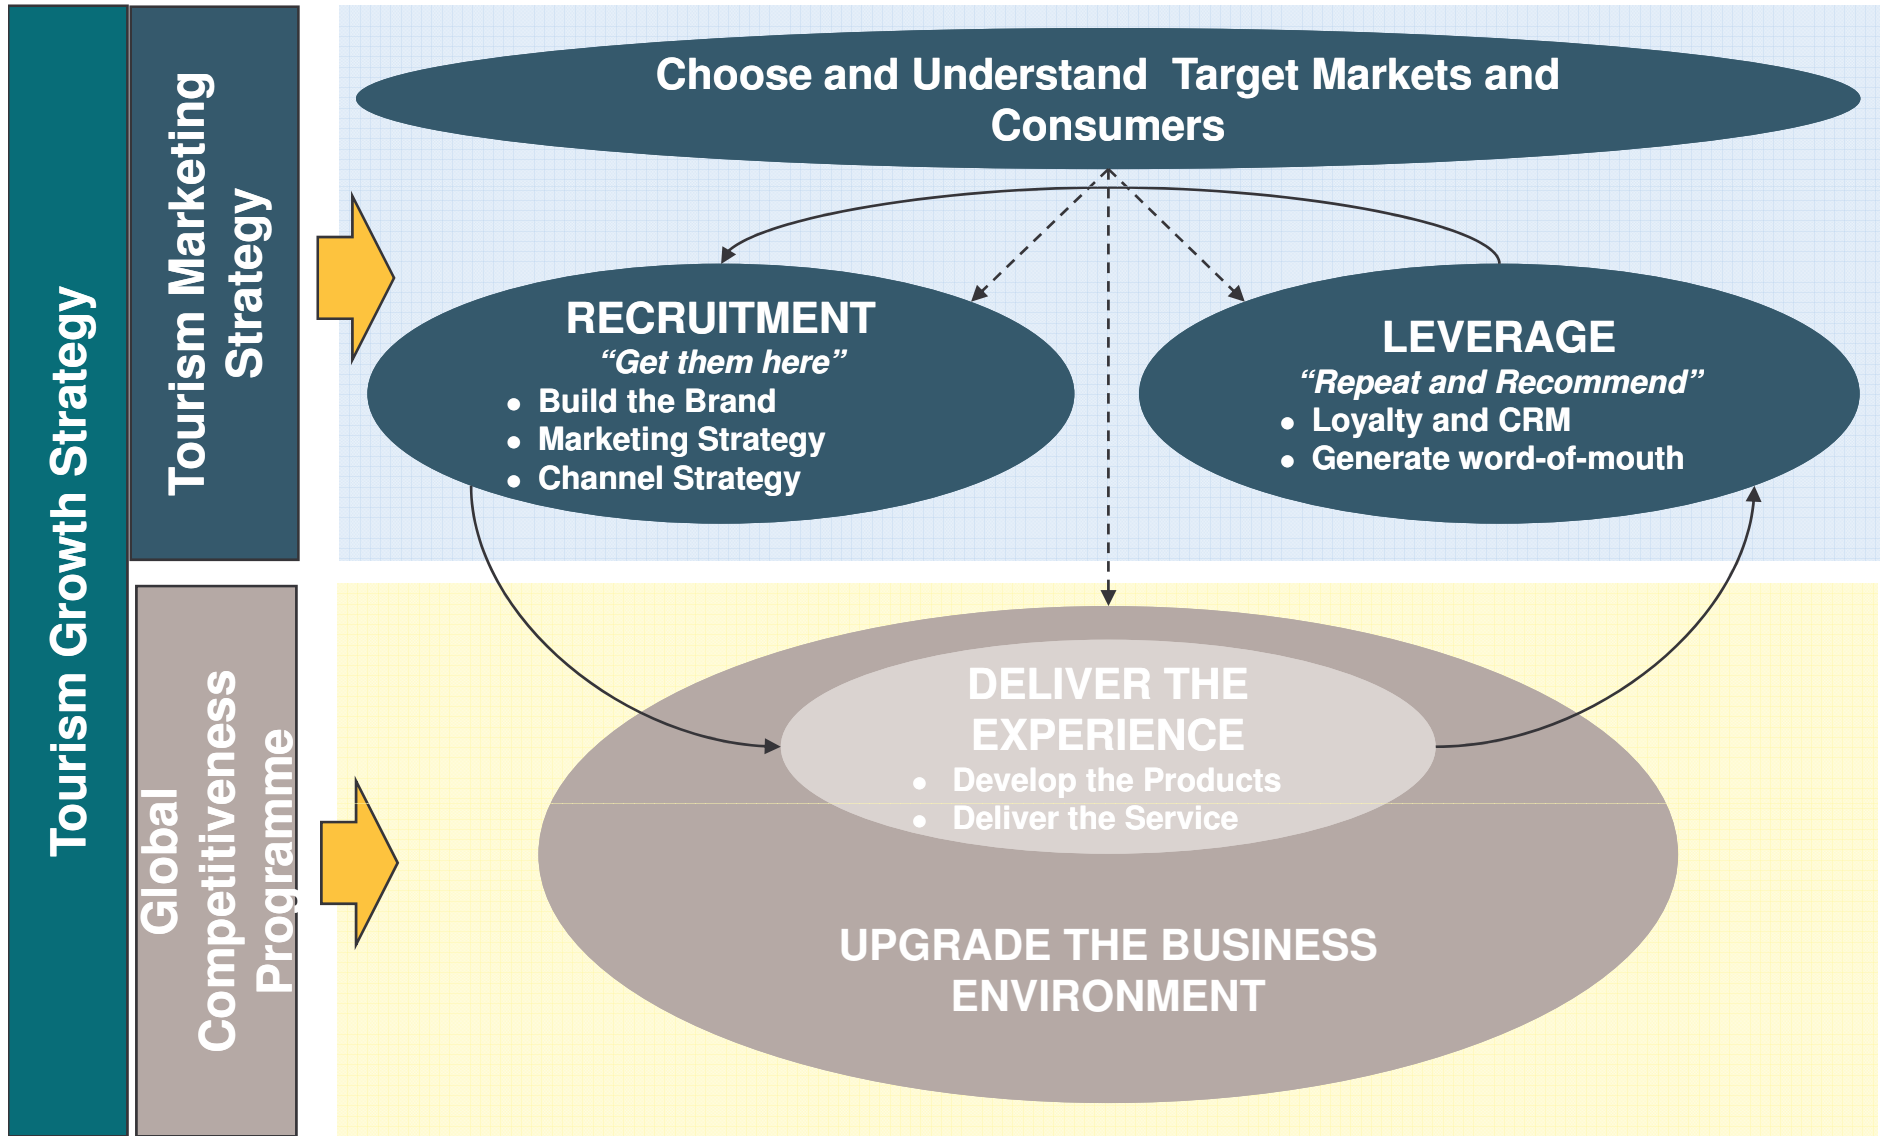 Tourism Growth Strategy
Tourism Marketing
Strategy
Global
Competitiveness
Programme
Choose and Understand  Target Markets and
Consumers
RECRUITMENT
“Get them here”
● Build the Brand
● Marketing Strategy
● Channel Strategy
LEVERAGE
“Repeat and Recommend”
● Loyalty and CRM
● Generate word-of-mouth
DELIVER THE
EXPERIENCE
● Develop the Products
● Deliver the Service
UPGRADE THE BUSINESS
ENVIRONMENT